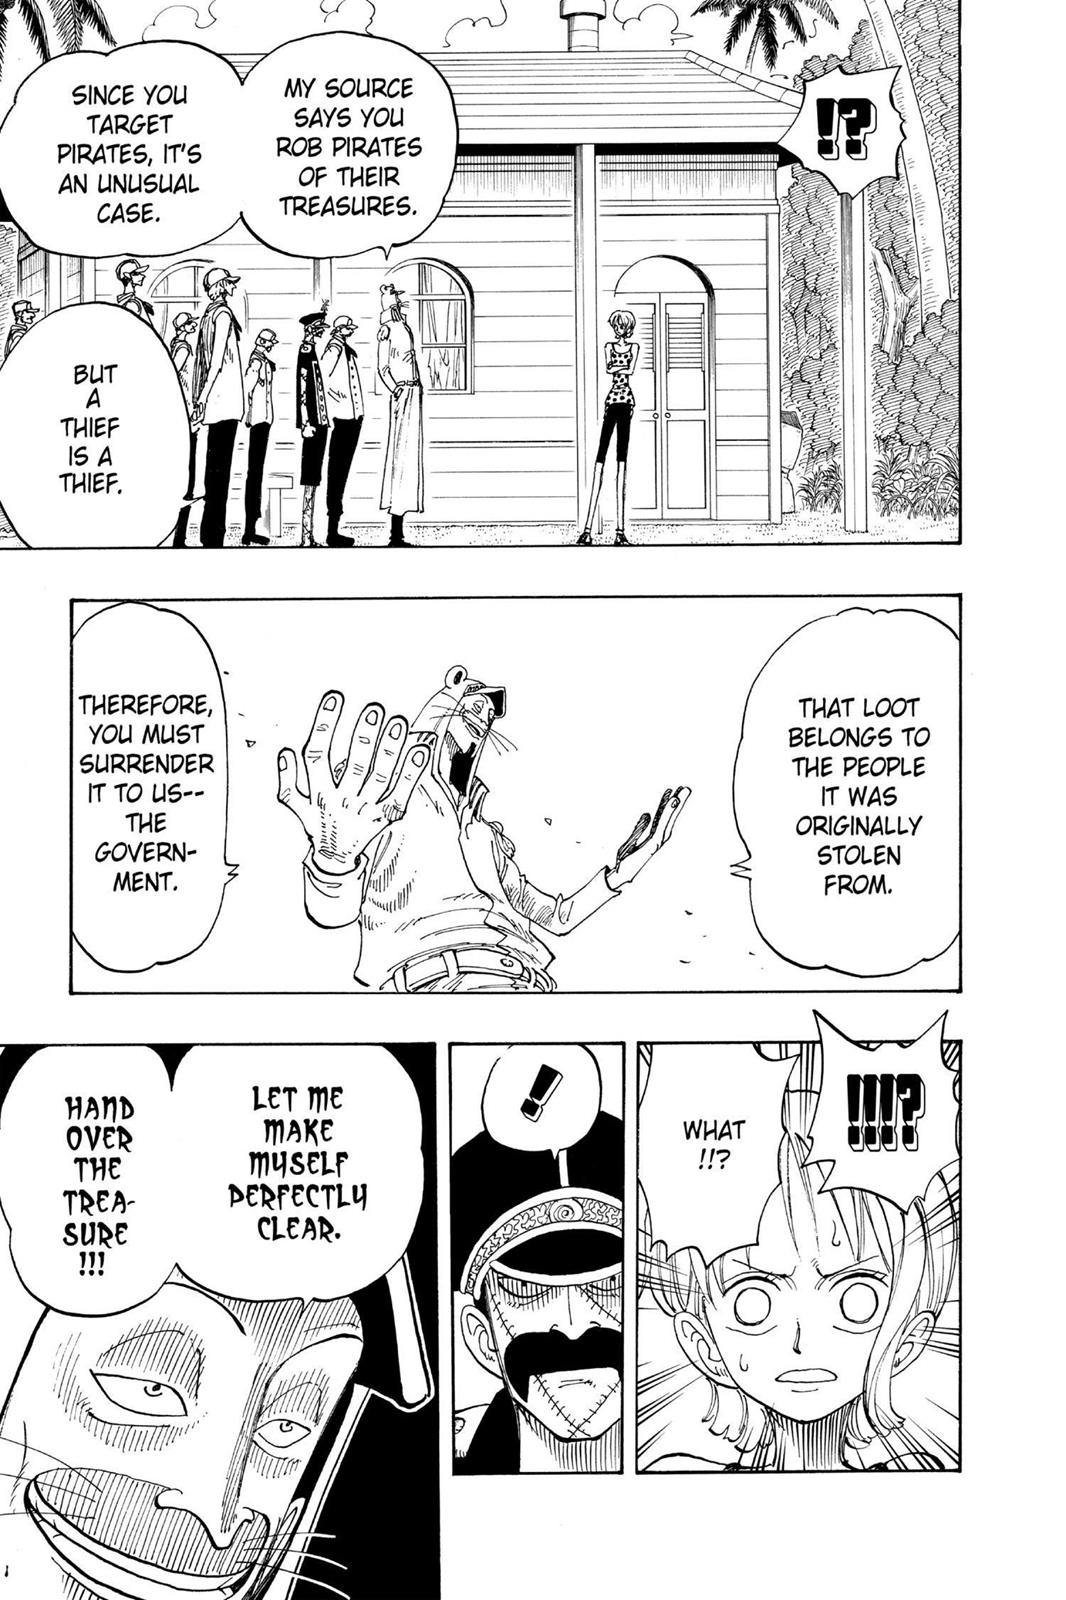 !?
MY SOURCE
SAYS YOU
ROB PIRATES
OF THEIR
TREASURES.
SINCE YOU
TARGET
PIRATES, IT'S
AN UNUSUAL
CASE.
BUT
A
THIEF
IS A
THIEF.
THAT LOOT
BELONGS TO
THE PEOPLE
IT WAS
ORIGINALLY
STOLEN
FROM.
THEREFORE,
YOU MUST
SURRENDER
IT TO US--
THE
GOVERN-
MENT.
!!!!?
WHAT
!!?
!
LET ME
MAKE
MYSELF
PERFECTLY
CLEAR.
HAND
OVER
THE
TREA-
SURE
!!!